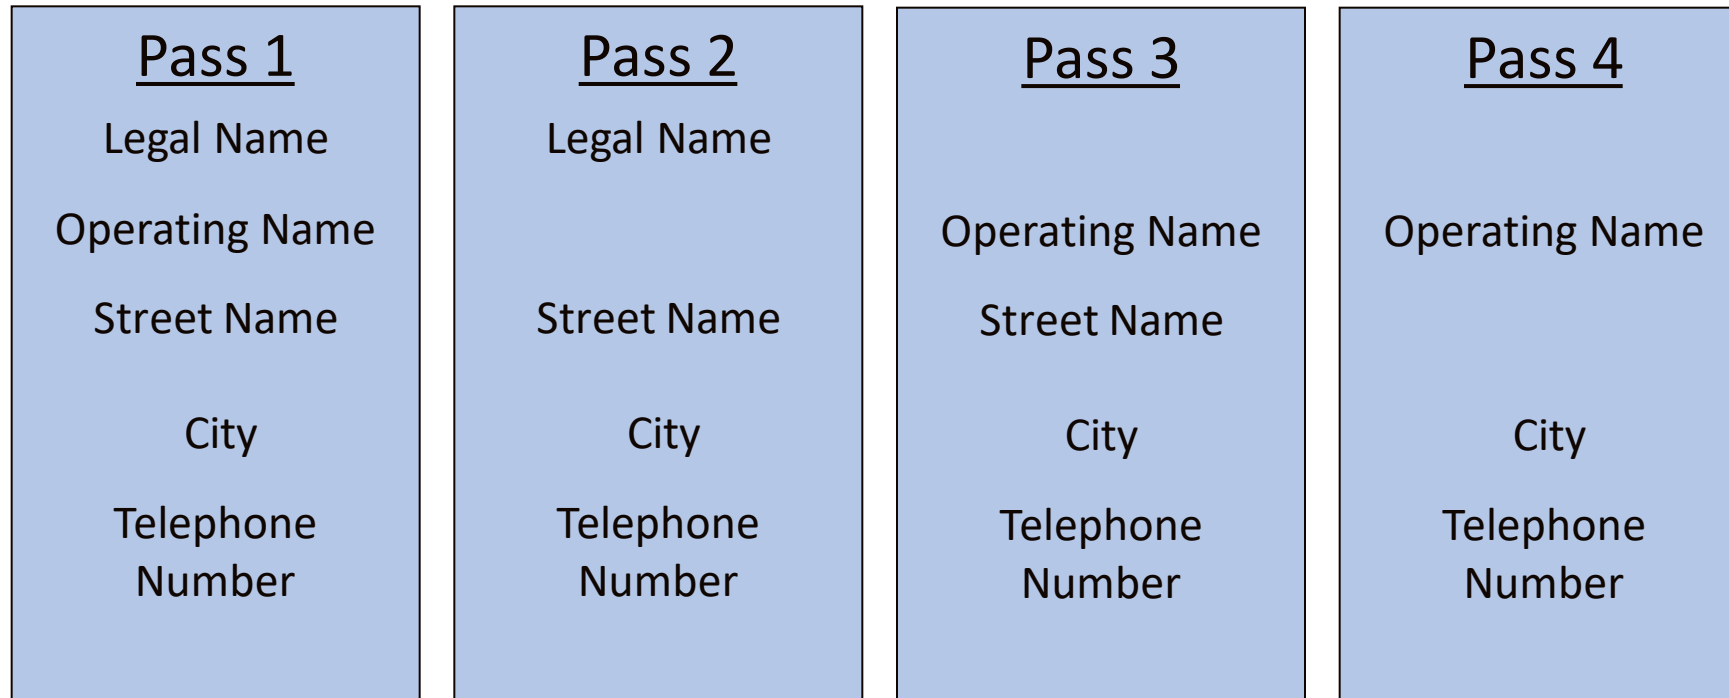 Pass 1
Legal Name
Operating Name
Street Name
City
Telephone
Number
Pass 2
Legal Name
Street Name
City
Telephone
Number
Pass 3
Operating Name
Street Name
City
Telephone
Number
Pass 4
Operating Name
City
Telephone
Number